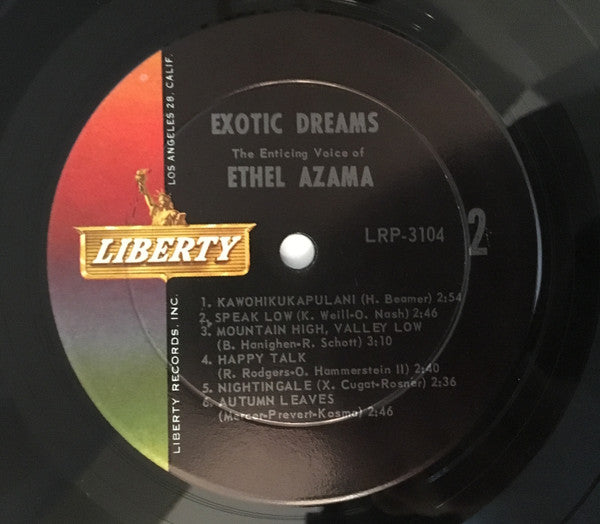 EXOTIC DREAMS
The Enticing Voice of
ETHEL AZAMA
LRP-3104
2
LIBERTY
1. KAWOHIKUKAPULANI (H. Beamer) 2:54
2. SPEAK LOW (K. Weill-O. Nash) 2:46
3. MOUNTAIN HIGH, VALLEY LOW
(B. Hanighen-R. Schott) 3:10
4. HAPPY TALK
(R. Rodgers-O. Hammerstein II) 2:40
5. NIGHTINGALE (X. Cugat-Rosner) 2:36
6. AUTUMN LEAVES
(Mercer-Prevert-Kosma) 2:46
LIBERTY RECORDS, INC.
LOS ANGELES 28, CALIF.